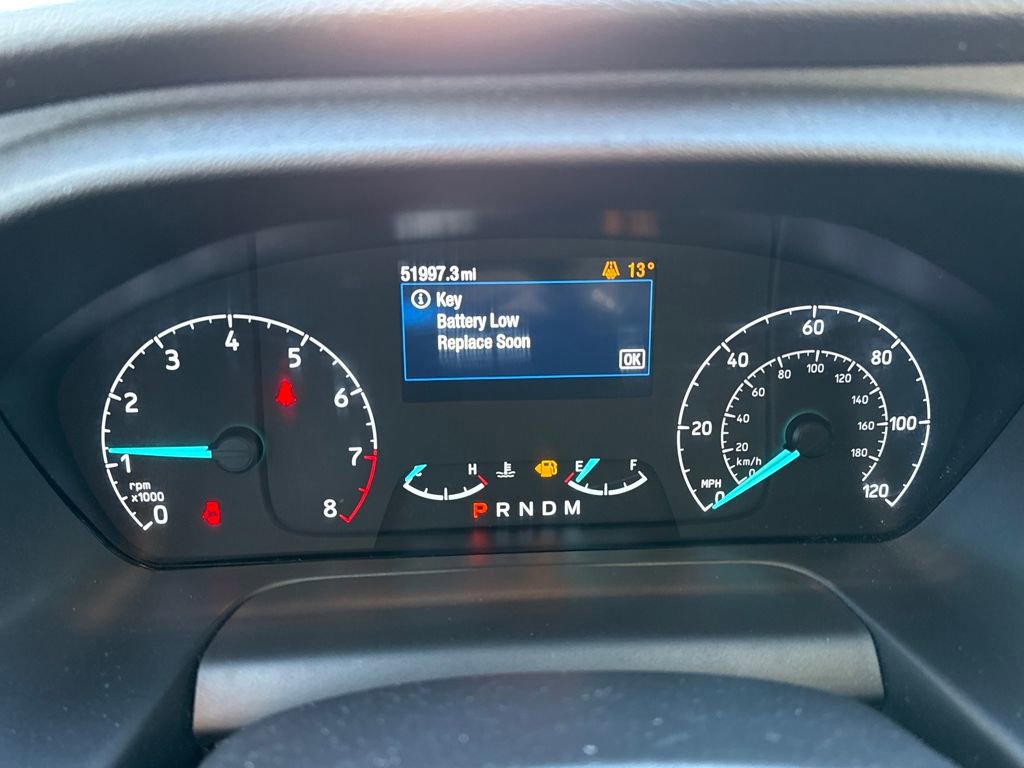 51997.3 mi 13°
Key
Battery Low
Replace Soon
OK
0 1 2 3 4 5 6 7 8
rpm
x1000
H
E F
P R N D M
0 20 40 60 80 100 120
MPH
0 20 40 60 80 100 120 140 160 180
km/h